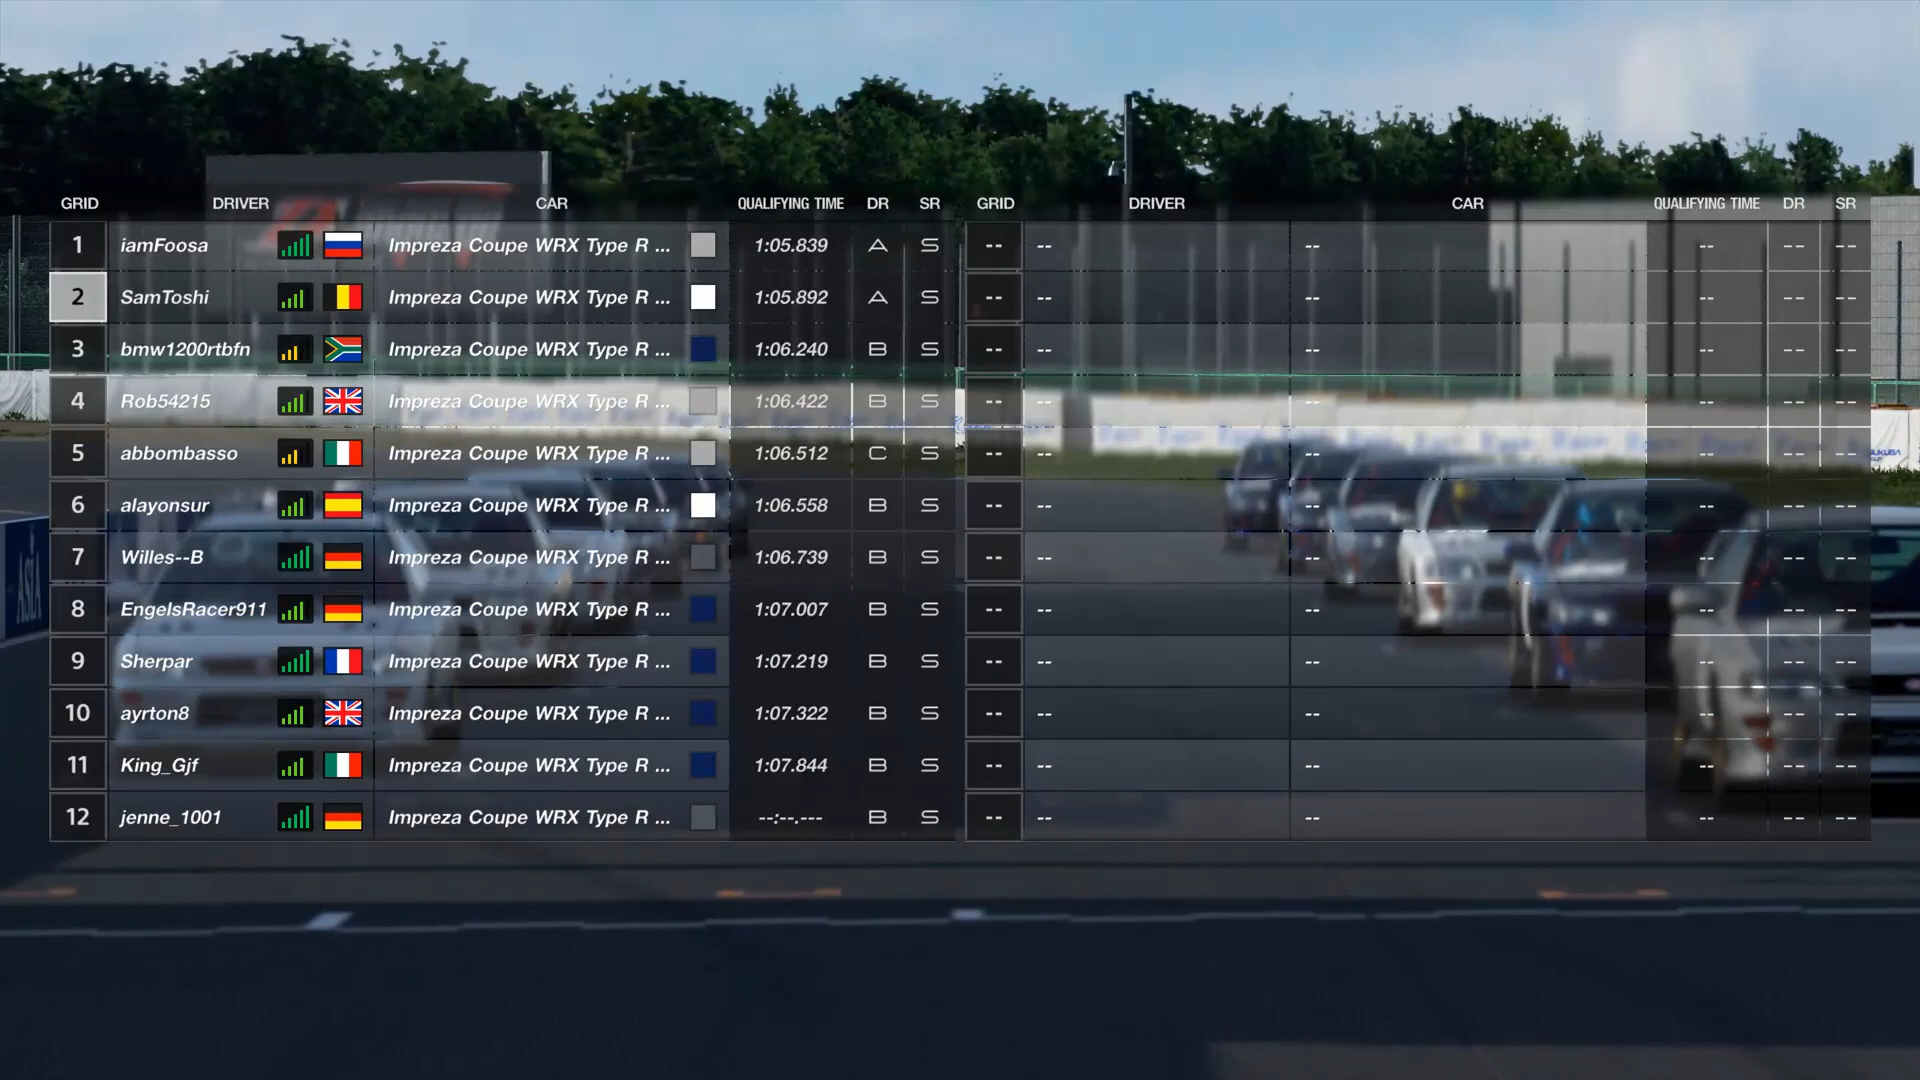 GRID DRIVER CAR QUALIFYING TIME DR SR GRID DRIVER CAR QUALIFYING TIME DR SR
1 iamFoosa Impreza Coupe WRX Type R ... 1:05.839 A S -- -- -- -- -- --
2 SamToshi Impreza Coupe WRX Type R ... 1:05.892 A S -- -- -- -- -- --
3 bmw1200rtbfn Impreza Coupe WRX Type R ... 1:06.240 B S -- -- -- -- -- --
4 Rob54215 Impreza Coupe WRX Type R ... 1:06.422 B S -- -- -- -- -- --
5 abbombasso Impreza Coupe WRX Type R ... 1:06.512 C S -- -- -- -- -- --
6 alayonsur Impreza Coupe WRX Type R ... 1:06.558 B S -- -- -- -- -- --
7 Willes--B Impreza Coupe WRX Type R ... 1:06.739 B S -- -- -- -- -- --
8 EngelsRacer911 Impreza Coupe WRX Type R ... 1:07.007 B S -- -- -- -- -- --
9 Sherpar Impreza Coupe WRX Type R ... 1:07.219 B S -- -- -- -- -- --
10 ayrton8 Impreza Coupe WRX Type R ... 1:07.322 B S -- -- -- -- -- --
11 King_Gjf Impreza Coupe WRX Type R ... 1:07.844 B S -- -- -- -- -- --
12 jenne_1001 Impreza Coupe WRX Type R ... --:--.--- B S -- -- -- -- -- --
ASIA